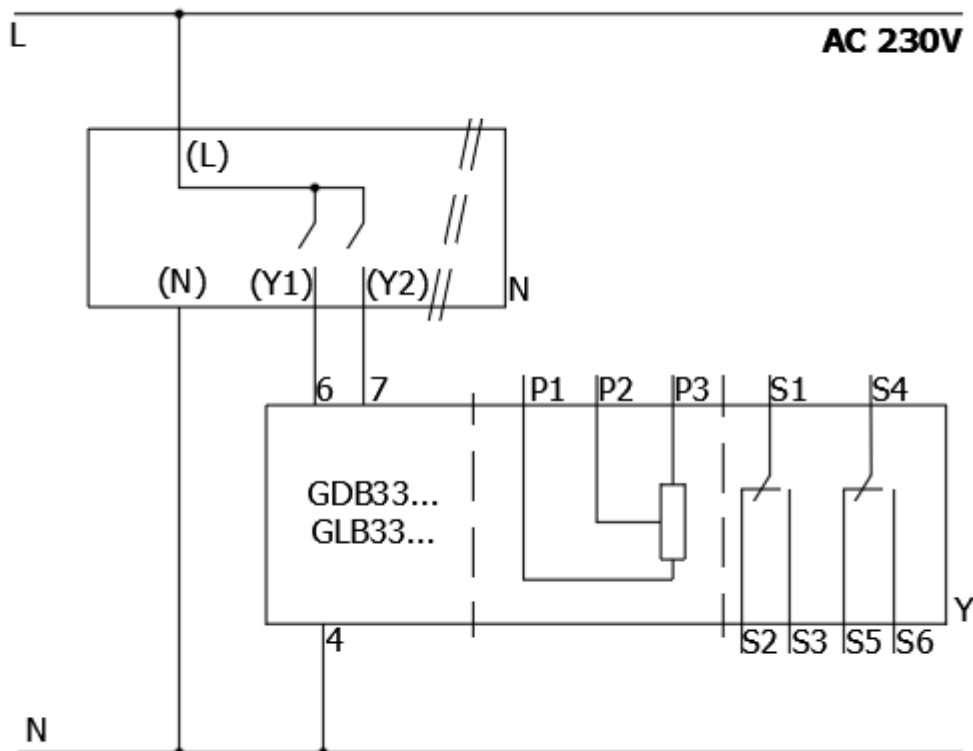 L
AC 230V
(L)
(N) (Y1) (Y2) N
6 7 P1 P2 P3 S1 S4
GDB33...
GLB33...
Y
4 S2 S3 S5 S6
N